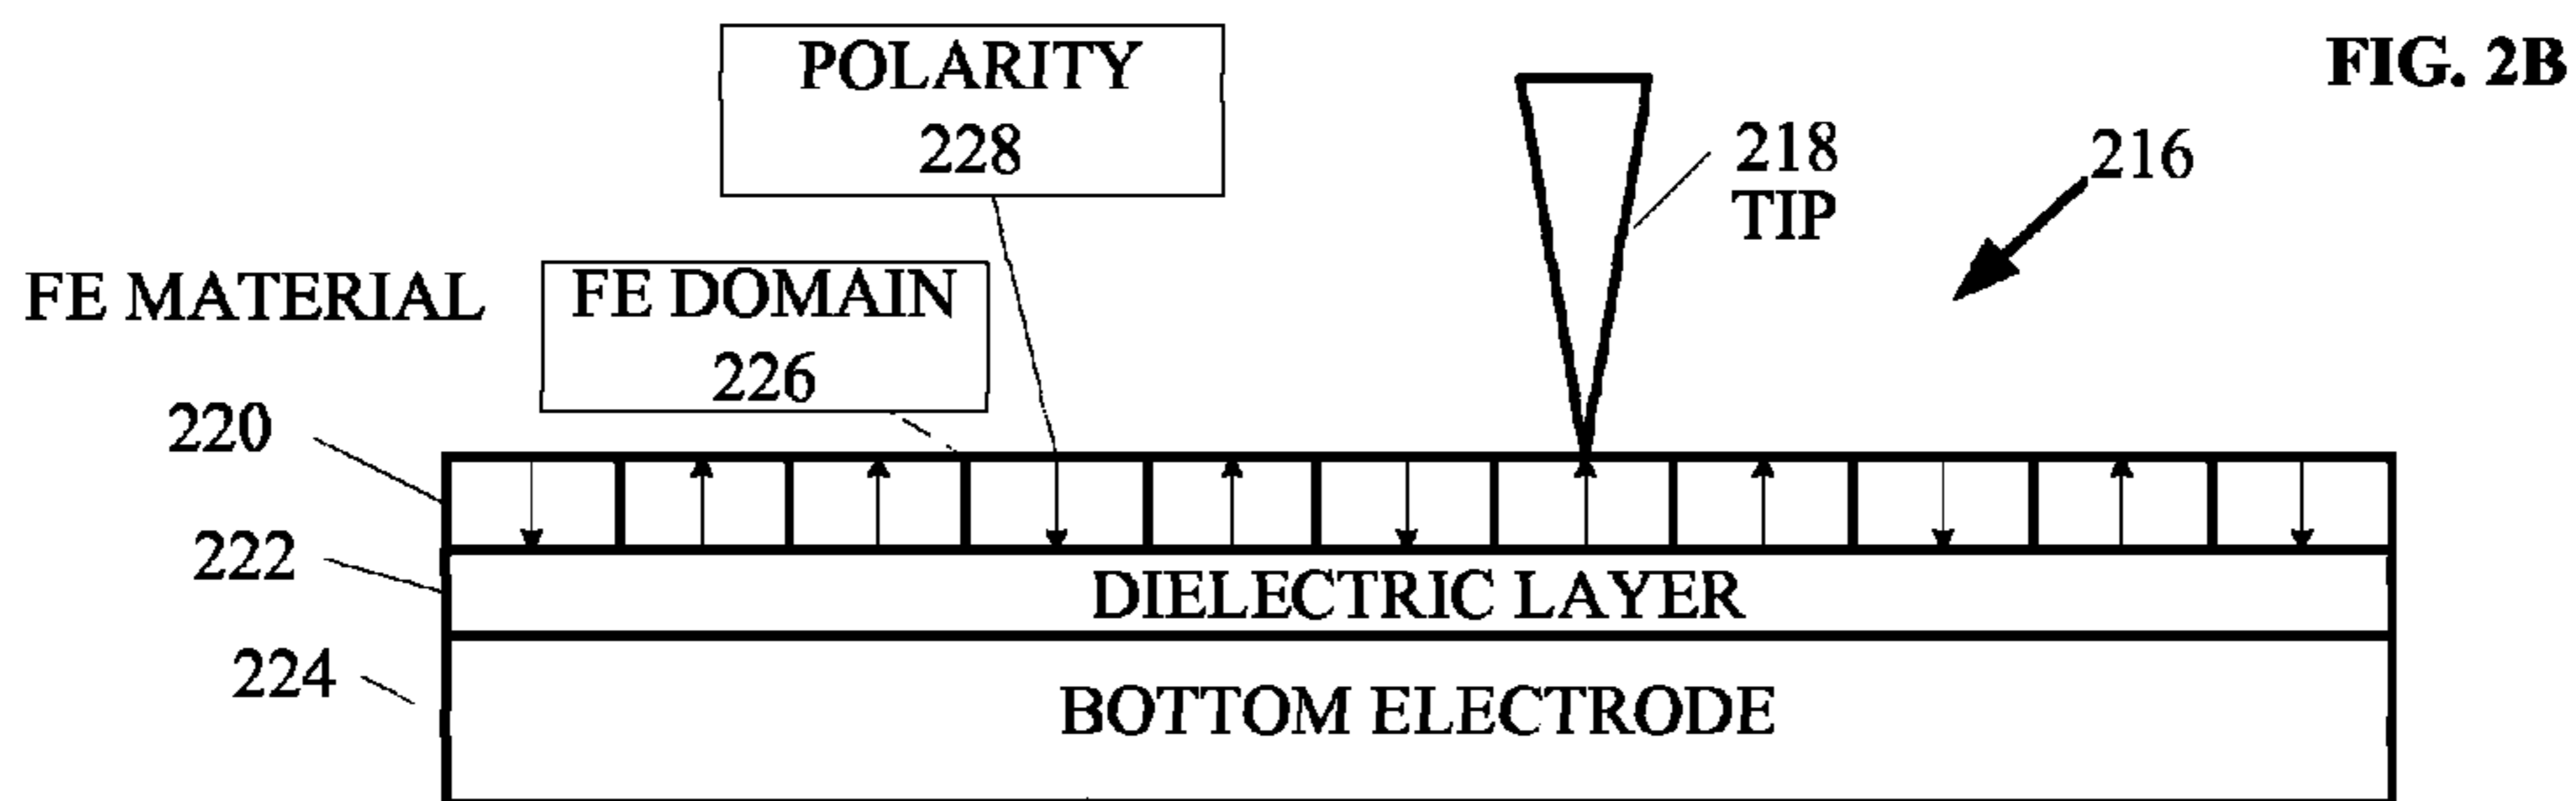 FIG. 2B
POLARITY
228
218
TIP
216
FE MATERIAL
FE DOMAIN
226
220
222
DIELECTRIC LAYER
224
BOTTOM ELECTRODE